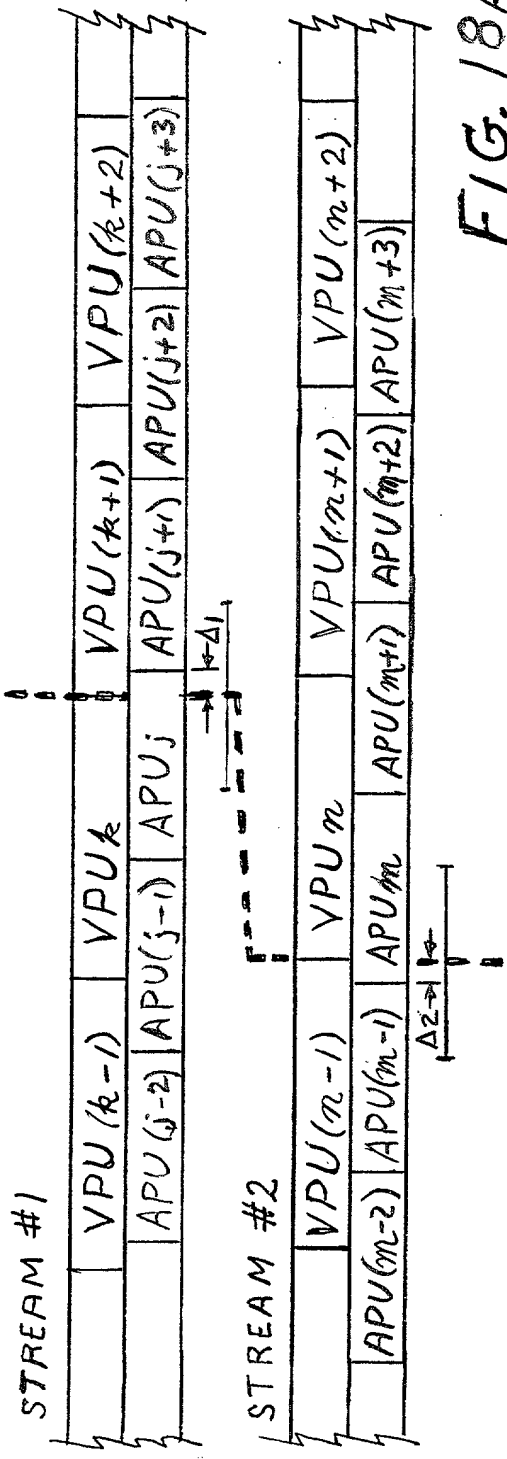 STREAM #1
VPU(k-1) VPUk VPU(k+1) VPU(k+2)
APU(j-2) APU(j-1) APUj APU(j+1) APU(j+2) APU(j+3)
Δ1
STREAM #2
VPU(n-1) VPUn VPU(n+1) VPU(n+2)
APU(m-2) APU(m-1) APUm APU(m+1) APU(m+2) APU(m+3)
Δ2
FIG. 18A